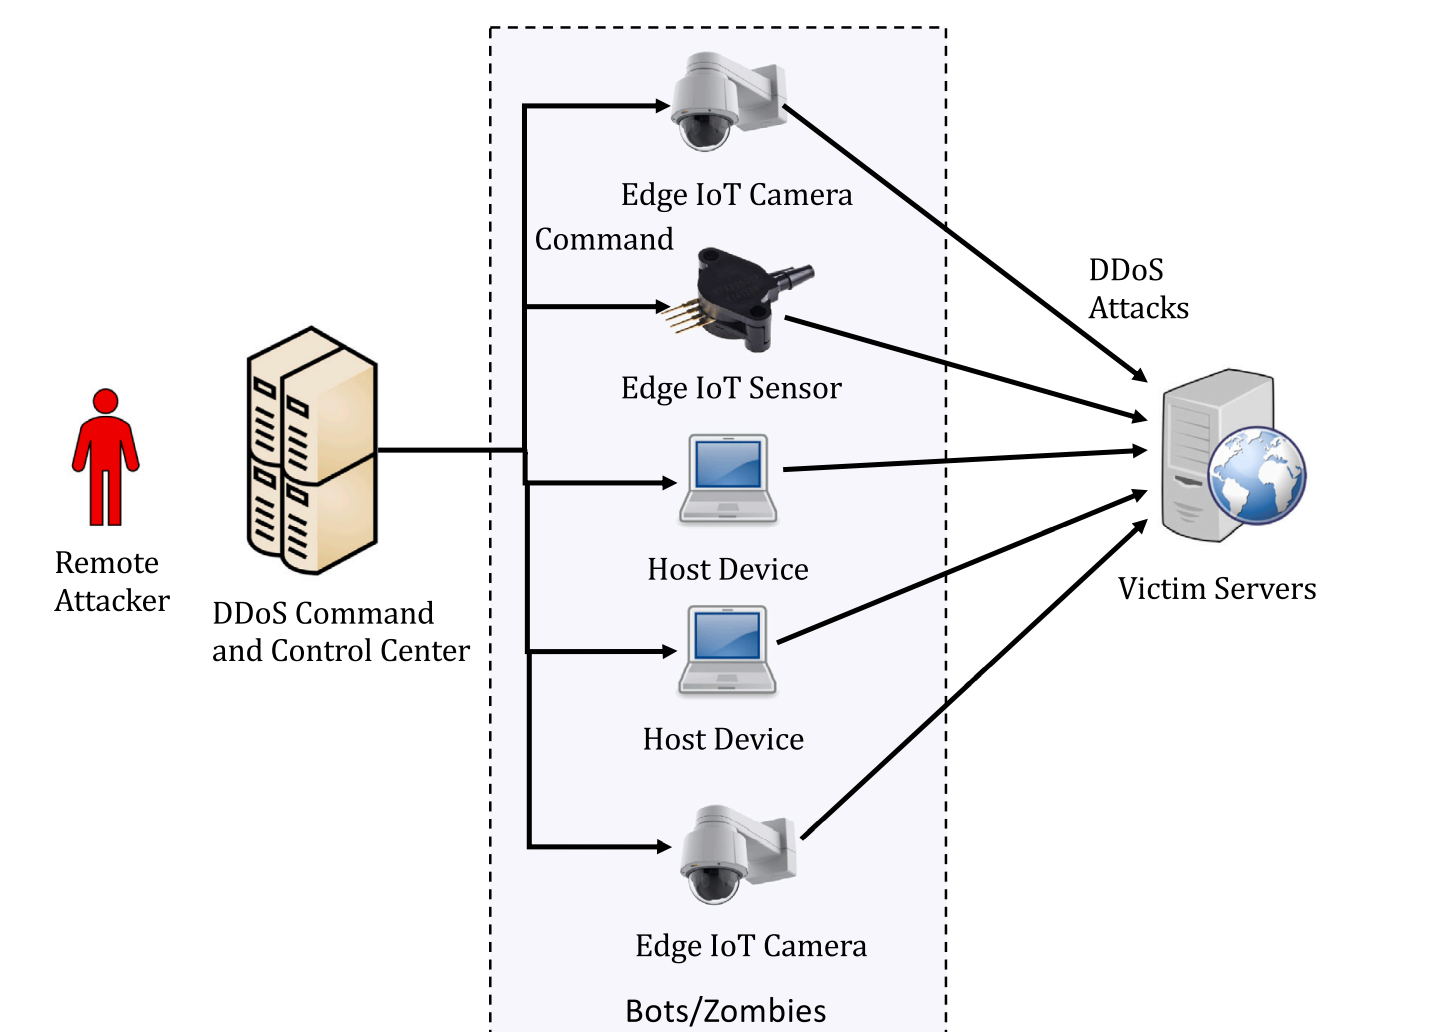 Edge IoT Camera
Command
DDoS
Attacks
Edge IoT Sensor
Remote
Attacker
DDoS Command
and Control Center
Host Device
Victim Servers
Host Device
Edge IoT Camera
Bots/Zombies